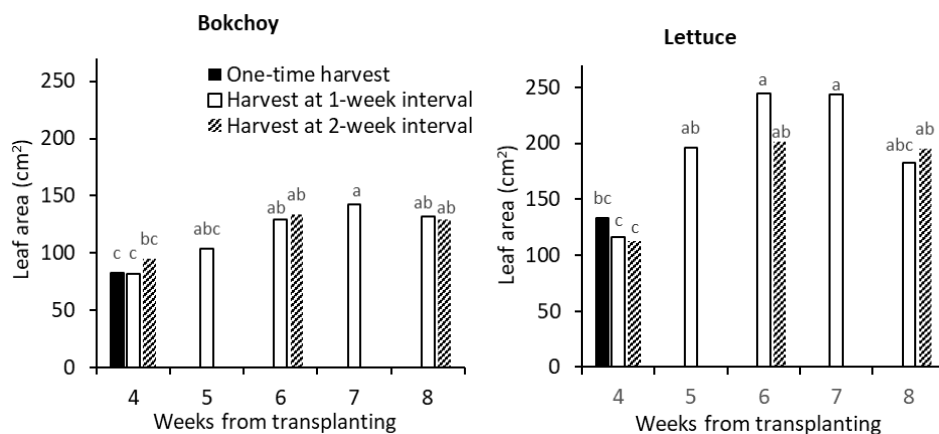 Bokchoy
One-time harvest
Harvest at 1-week interval
Harvest at 2-week interval
Leaf area (cm²)
250
200
150
100
50
0
c c bc
abc
ab ab
a
ab ab
4 5 6 7 8
Weeks from transplanting
Lettuce
Leaf area (cm²)
250
200
150
100
50
0
bc c c
ab
a ab
a
abc ab
4 5 6 7 8
Weeks from transplanting